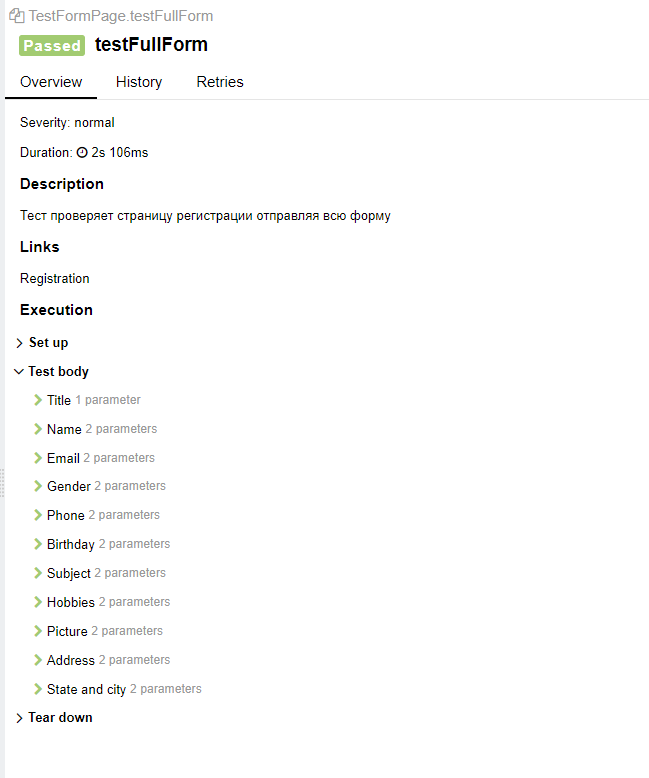 TestFormPage.testFullForm
Passed testFullForm
Overview History Retries
Severity: normal
Duration: 2s 106ms
Description
Тест проверяет страницу регистрации отправляя всю форму
Links
Registration
Execution
Set up
Test body
Title 1 parameter
Name 2 parameters
Email 2 parameters
Gender 2 parameters
Phone 2 parameters
Birthday 2 parameters
Subject 2 parameters
Hobbies 2 parameters
Picture 2 parameters
Address 2 parameters
State and city 2 parameters
Tear down